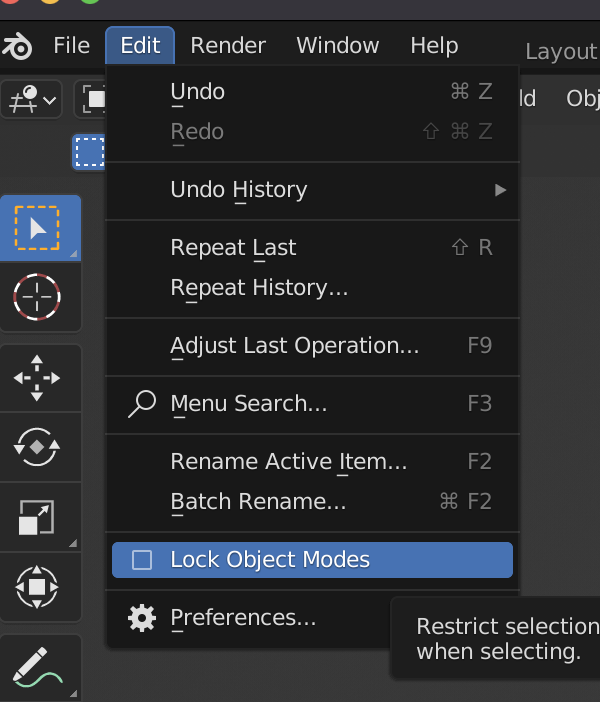 File Edit Render Window Help Layout
ld Obj
Undo ⌘ Z
Redo ⇧ ⌘ Z
Undo History
Repeat Last ⇧ R
Repeat History...
Adjust Last Operation... F9
Menu Search... F3
Rename Active Item... F2
Batch Rename... ⌘ F2
Lock Object Modes
Preferences...
Restrict selection
when selecting.